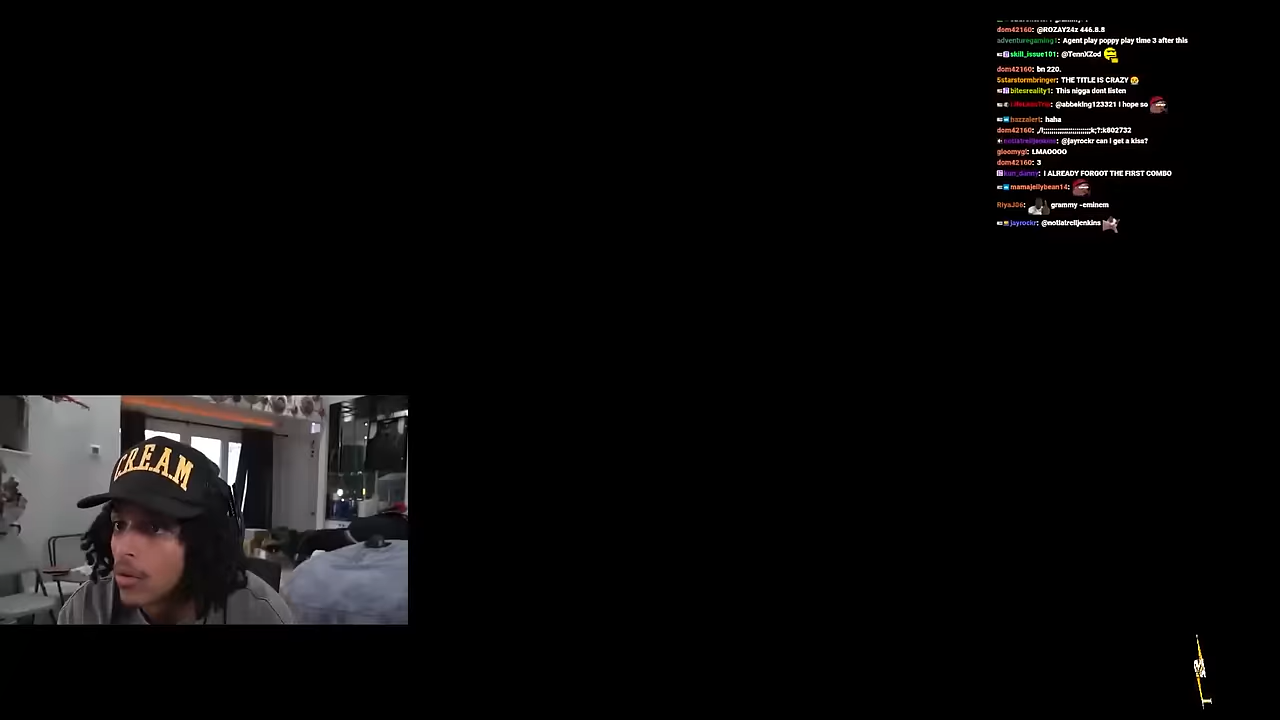 dom42160: @ROZAY24z 446.8.8
adventuregaming1: Agent play poppy play time 3 after this
skill_issue101: @TennXZod
dom42160: bn 220.
5starstormbringer: THE TITLE IS CRAZY
bitesreality1: This nigga dont listen
@abbeking123321 I hope so
hazzalert: haha
dom42160:
@jayrockr can i get a kiss?
gloomygl: LMAOOOO
dom42160: 3
I ALREADY FORGOT THE FIRST COMBO
mamajellybean14:
RiyaJ06: grammy -eminem
jayrockr: @notlatrelljenkins
C.R.E.A.M